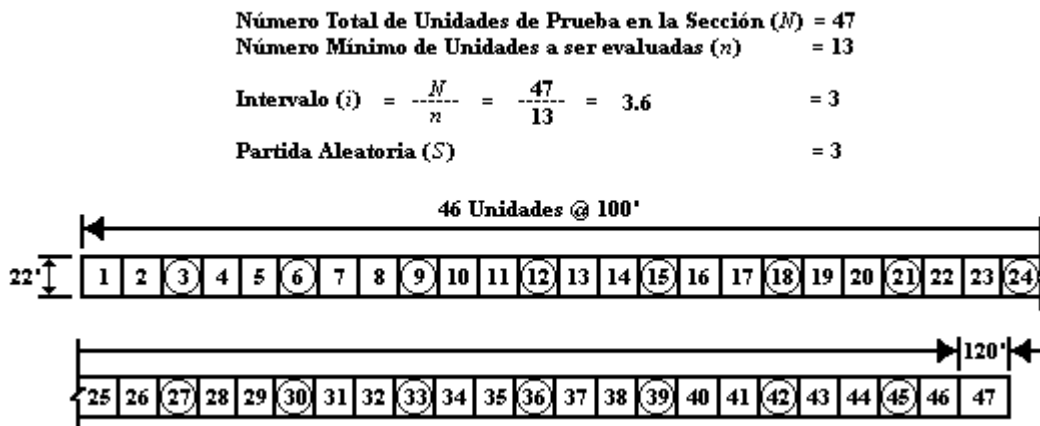 Número Total de Unidades de Prueba en la Sección (N) = 47
Número Mínimo de Unidades a ser evaluadas (n) = 13
Intervalo (i) = N/n = 47/13 = 3.6 = 3
Partida Aleatoria (S) = 3
46 Unidades @ 100'
22' 1 2 3 4 5 6 7 8 9 10 11 12 13 14 15 16 17 18 19 20 21 22 23 24
120'
25 26 27 28 29 30 31 32 33 34 35 36 37 38 39 40 41 42 43 44 45 46 47